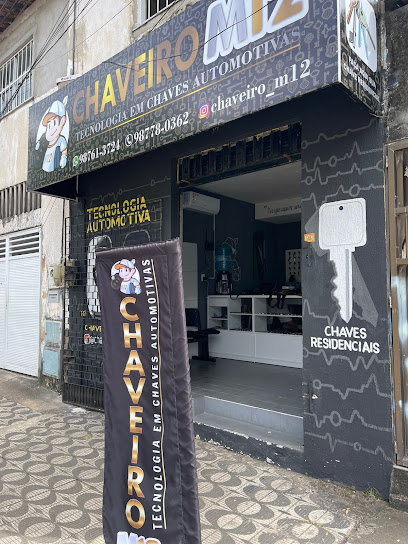 CHAVEIRO M12
TECNOLOGIA EM CHAVES AUTOMOTIVAS
98761-3724 98778-0362 chaveiro_m12
TECNOLOGIA
AUTOMOTIVA
CHAVEIRO
TECNOLOGIA EM CHAVES AUTOMOTIVAS
M12
CHAVES
RESIDENCIAIS